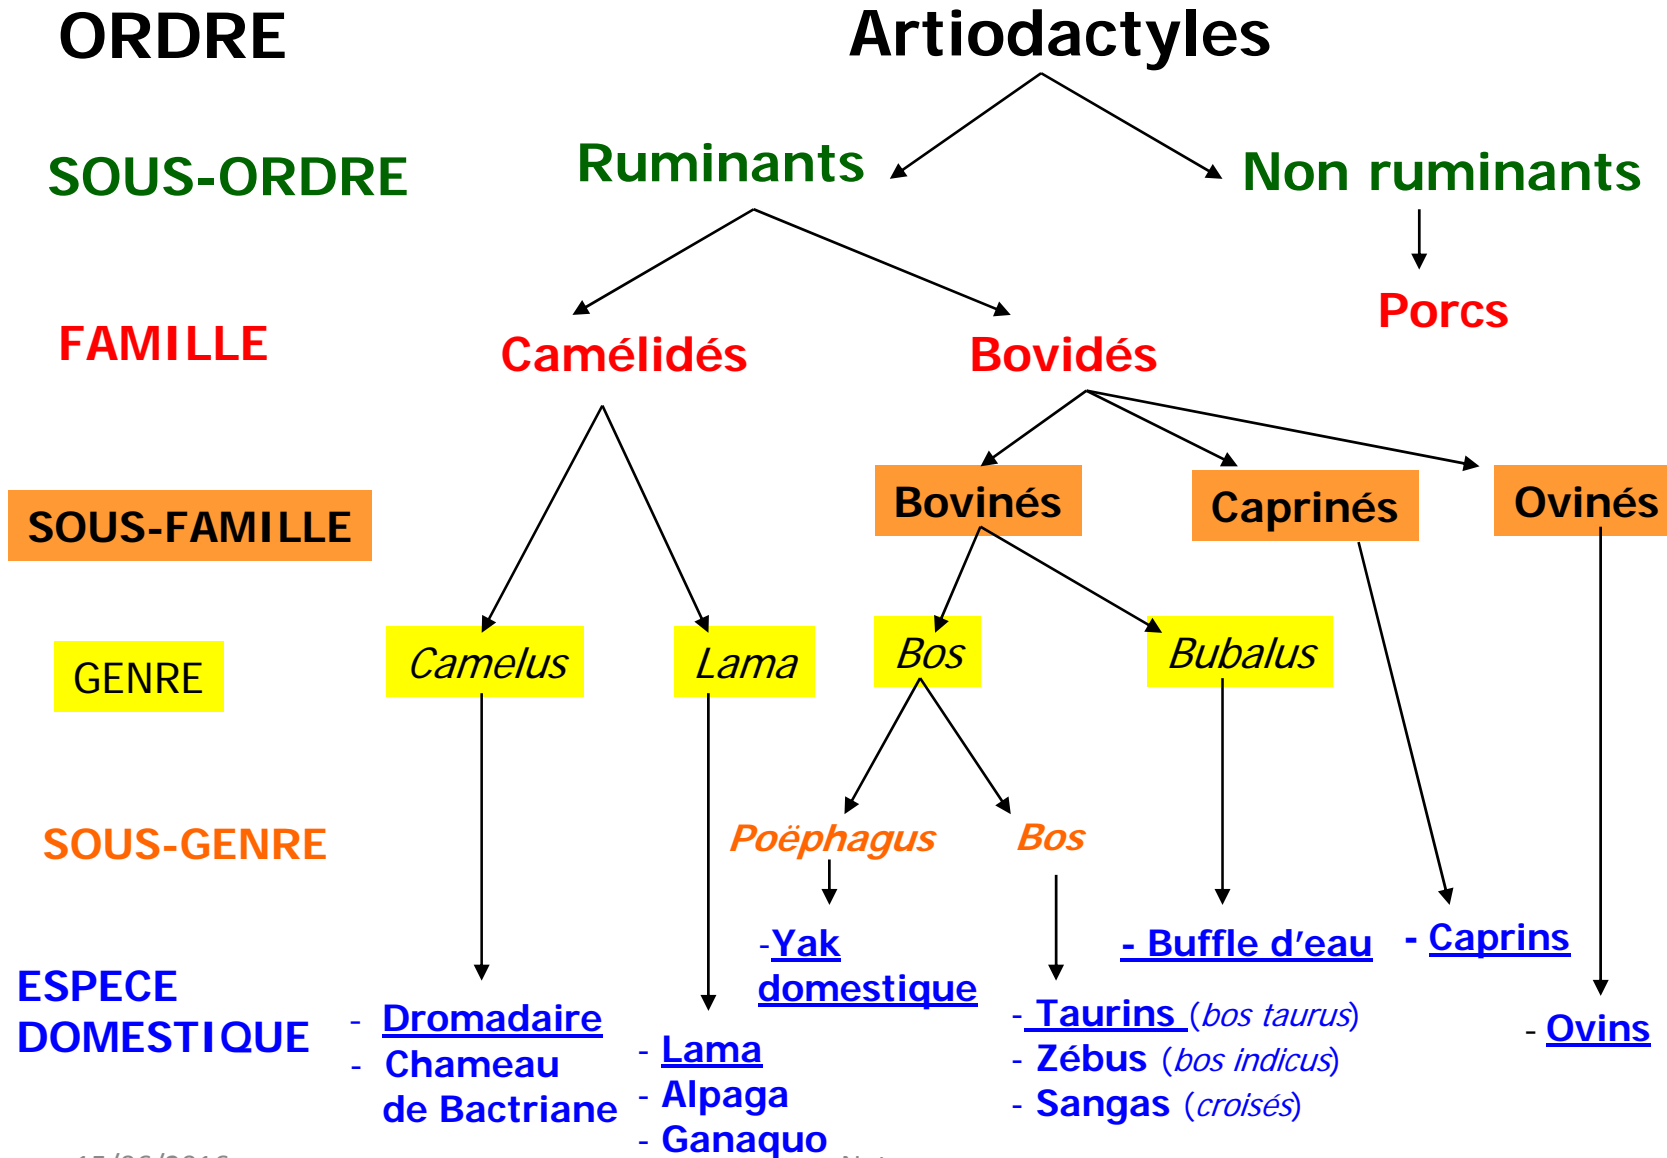 ORDRE
Artiodactyles
SOUS-ORDRE
Ruminants
Non ruminants
FAMILLE
Camélidés
Bovidés
Porcs
SOUS-FAMILLE
Bovinés
Caprinés
Ovinés
GENRE
Camelus
Lama
Bos
Bubalus
SOUS-GENRE
Poëphagus
Bos
ESPECE
DOMESTIQUE
- Dromadaire
- Chameau
de Bactriane
- Lama
- Alpaga
- Ganaquo
-Yak
domestique
- Taurins (bos taurus)
- Zébus (bos indicus)
- Sangas (croisés)
- Buffle d’eau
- Caprins
- Ovins